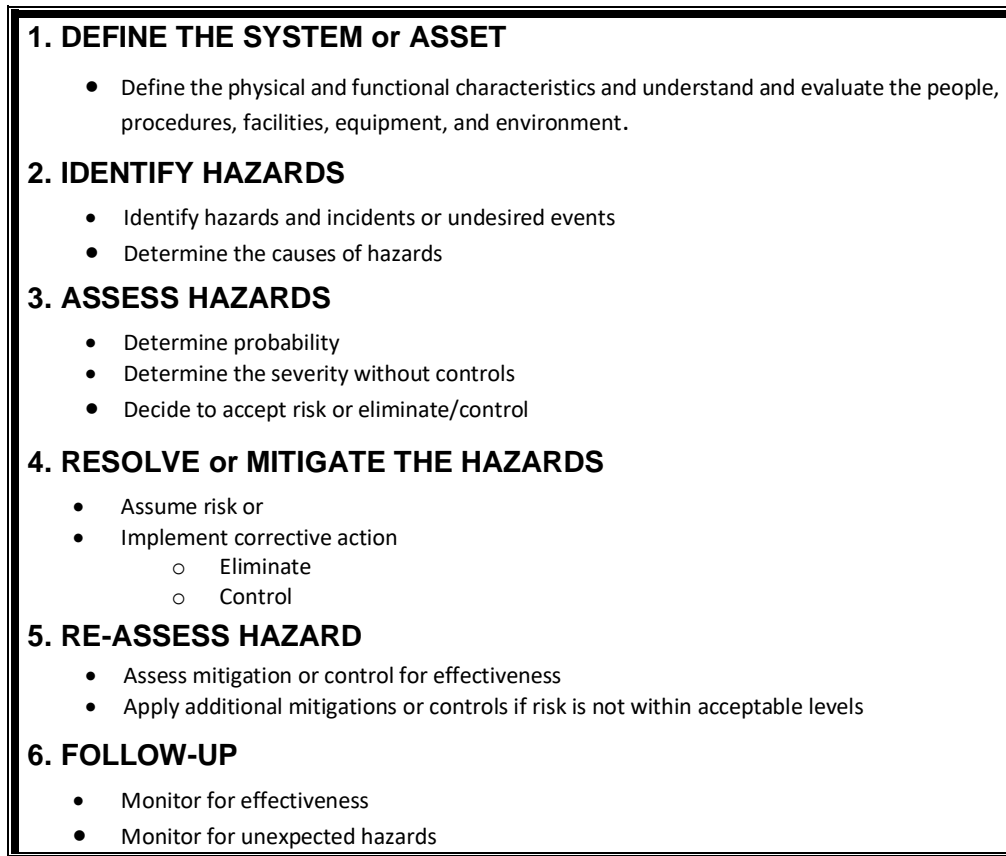 1. DEFINE THE SYSTEM or ASSET
• Define the physical and functional characteristics and understand and evaluate the people,
procedures, facilities, equipment, and environment.
2. IDENTIFY HAZARDS
• Identify hazards and incidents or undesired events
• Determine the causes of hazards
3. ASSESS HAZARDS
• Determine probability
• Determine the severity without controls
• Decide to accept risk or eliminate/control
4. RESOLVE or MITIGATE THE HAZARDS
• Assume risk or
• Implement corrective action
o Eliminate
o Control
5. RE-ASSESS HAZARD
• Assess mitigation or control for effectiveness
• Apply additional mitigations or controls if risk is not within acceptable levels
6. FOLLOW-UP
• Monitor for effectiveness
• Monitor for unexpected hazards